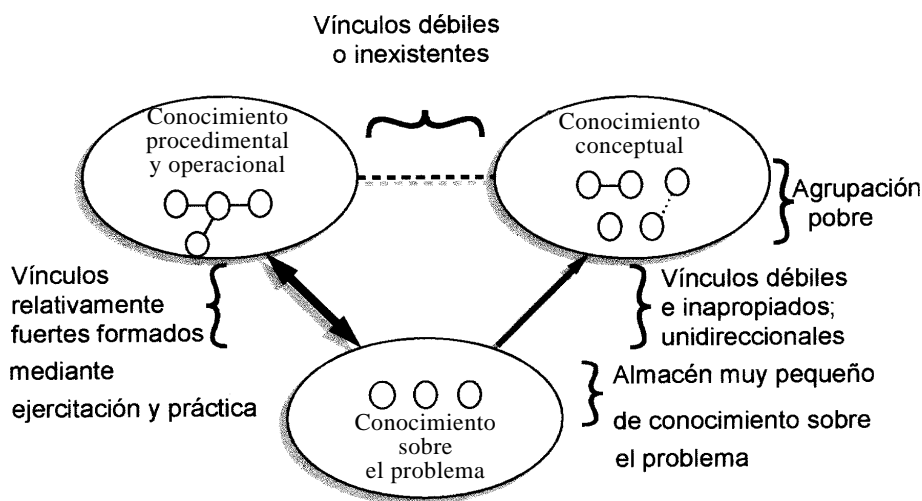 Vínculos débiles
o inexistentes
Conocimiento
procedimental
y operacional
Conocimiento
conceptual
Agrupación
pobre
Vínculos
relativamente
fuertes formados
mediante
ejercitación y práctica
Vínculos débiles
e inapropiados;
unidireccionales
Conocimiento
sobre
el problema
Almacén muy pequeño
de conocimiento sobre
el problema